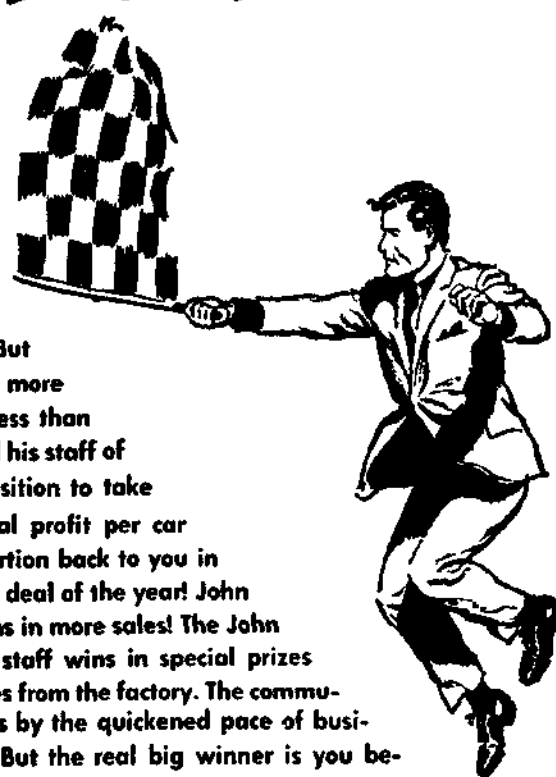 But
more
ess than
his staff of
sition to take
al profit per car
rtion back to you in
deal of the year! John
ns in more sales! The John
staff wins in special prizes
es from the factory. The commu-
s by the quickened pace of busi-
But the real big winner is you be-